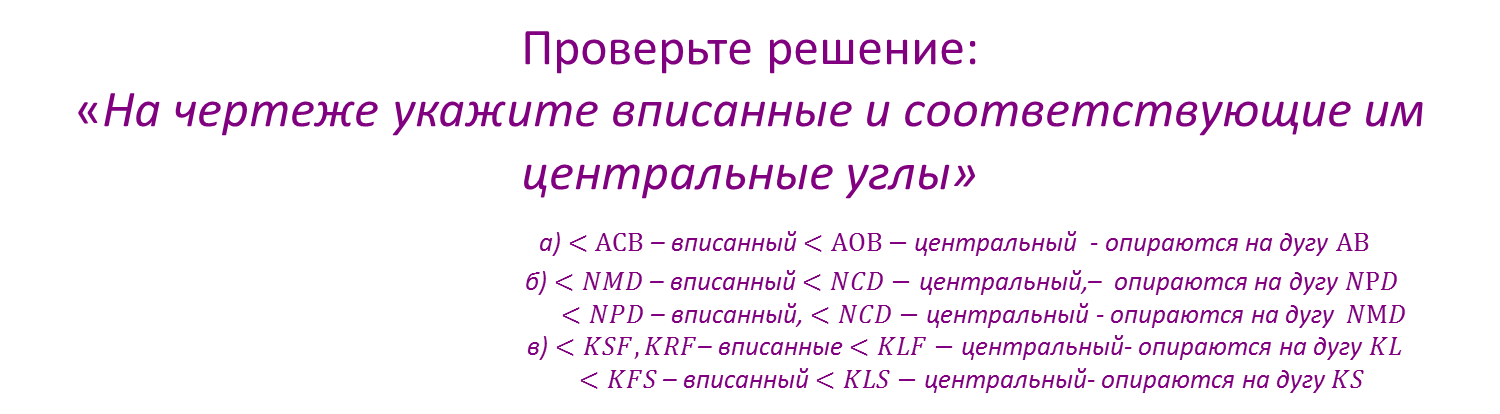 Проверьте решение:
«На чертеже укажите вписанные и соответствующие им
центральные углы»
а) < ACB – вписанный < AOB − центральный - опираются на дугу AB
б) < NMD – вписанный < NCD − центральный,– опираются на дугу NPD
< NPD – вписанный, < NCD − центральный - опираются на дугу NMD
в) < KSF, KRF– вписанные < KLF − центральный- опираются на дугу KL
< KFS – вписанный < KLS − центральный- опираются на дугу KS